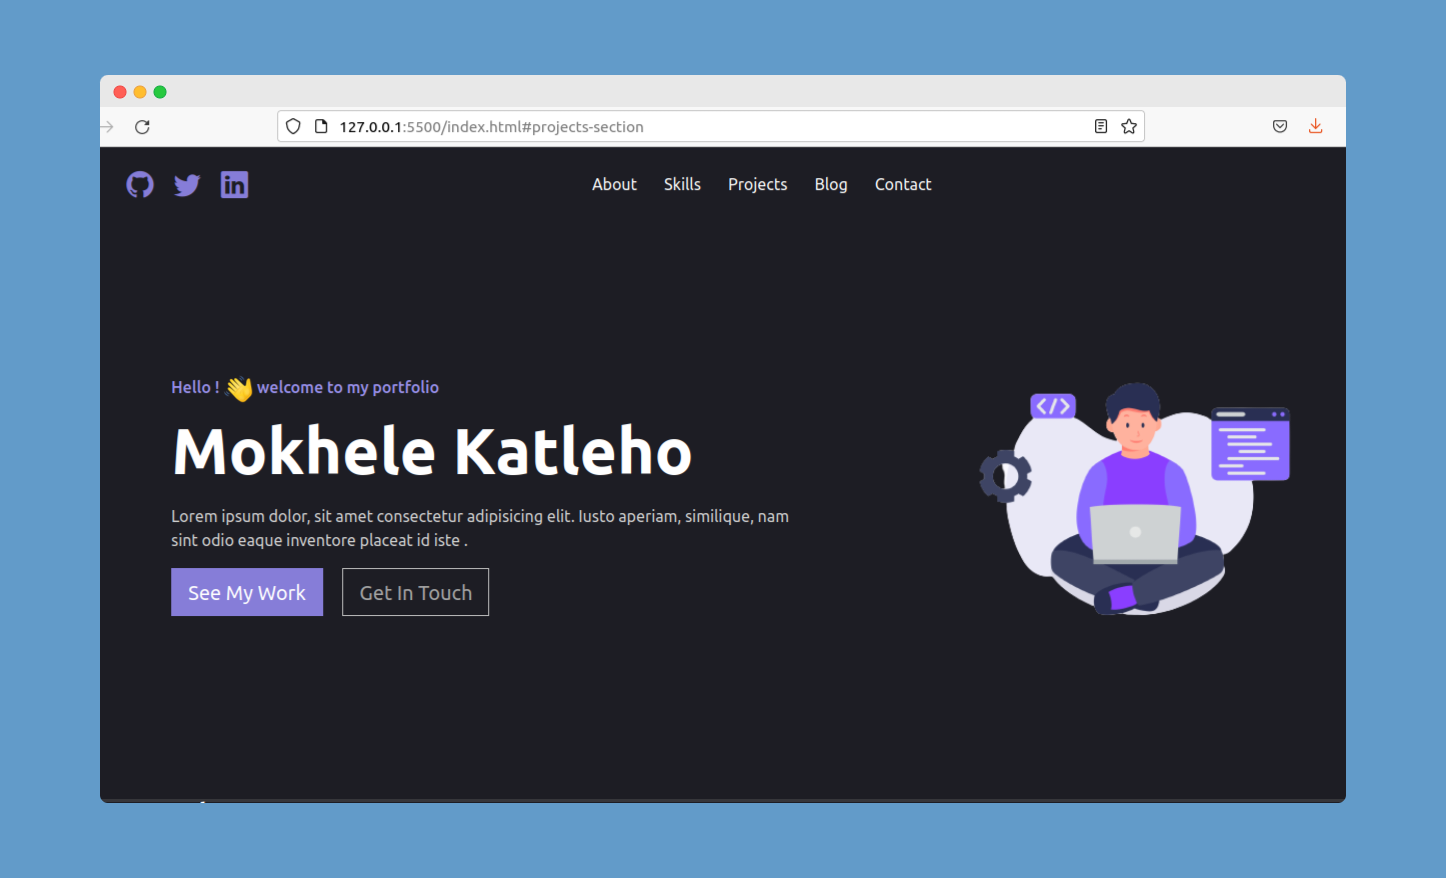 127.0.0.1:5500/index.html#projects-section
in
About Skills Projects Blog Contact
Hello ! 👋 welcome to my portfolio
Mokhele Katleho
Lorem ipsum dolor, sit amet consectetur adipisicing elit. Iusto aperiam, similique, nam
sint odio eaque inventore placeat id iste .
See My Work
Get In Touch
</>